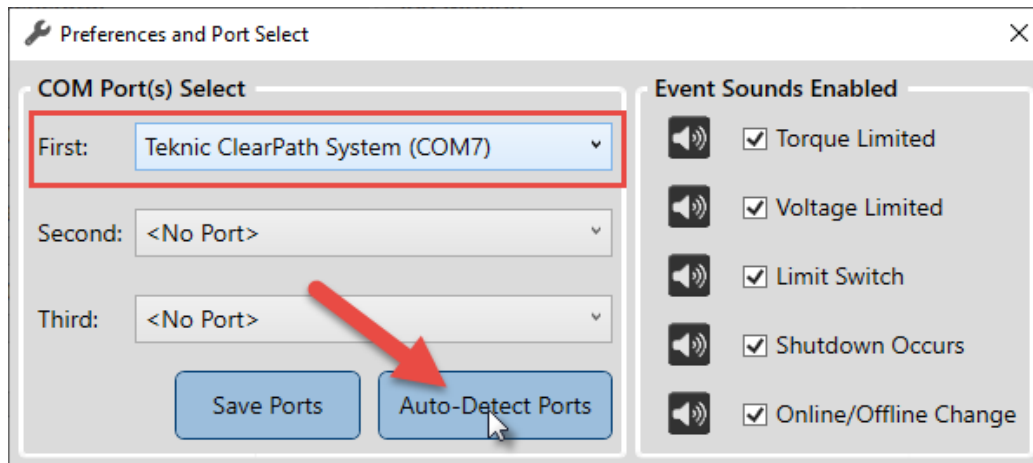 Preferences and Port Select
COM Port(s) Select
First: Teknic ClearPath System (COM7)
Second: <No Port>
Third: <No Port>
Save Ports Auto-Detect Ports
Event Sounds Enabled
Torque Limited
Voltage Limited
Limit Switch
Shutdown Occurs
Online/Offline Change